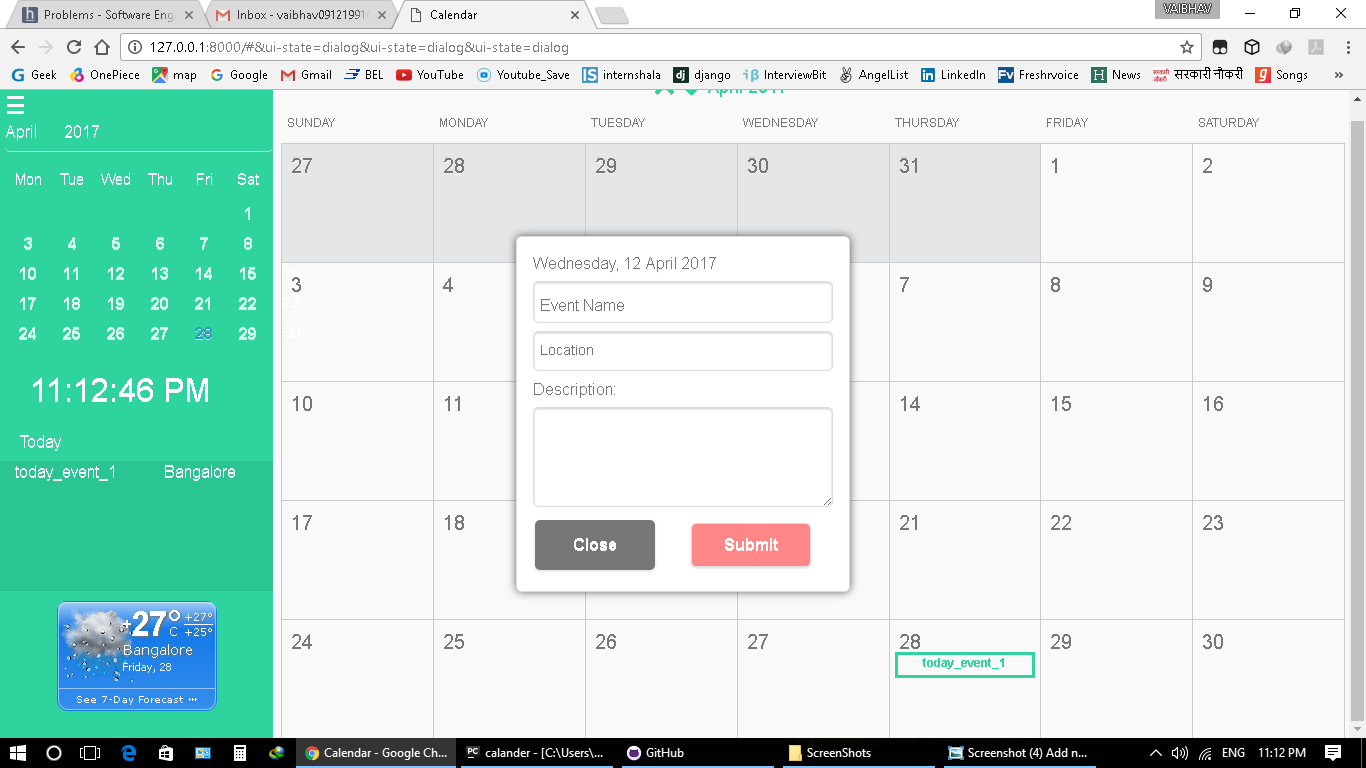 Problems - Software Eng
Inbox - vaibhav09121991
Calendar
VAIBHAV
127.0.0.1:8000/#&ui-state=dialog&ui-state=dialog&ui-state=dialog
Geek OnePiece map Google Gmail BEL YouTube Youtube_Save internshala django InterviewBit AngelList LinkedIn Freshrvoice News सरकारी नौकरी Songs »
April 2017
April 2017
SUNDAY MONDAY TUESDAY WEDNESDAY THURSDAY FRIDAY SATURDAY
27 28 29 30 31 1 2
3 4 7 8 9
10 11 14 15 16
17 18 21 22 23
24 25 26 27 28 29 30
today_event_1
Mon Tue Wed Thu Fri Sat
1
3 4 5 6 7 8
10 11 12 13 14 15
17 18 19 20 21 22
24 25 26 27 28 29 30
11:12:46 PM
Today
today_event_1 Bangalore
+27° C +27° +25°
Bangalore
Friday, 28
See 7-Day Forecast
Wednesday, 12 April 2017
Event Name
Location
Description:
Close Submit
Calendar - Google Ch...
calander - [C:\Users\...
GitHub
ScreenShots
Screenshot (4) Add n...
ENG
11:12 PM